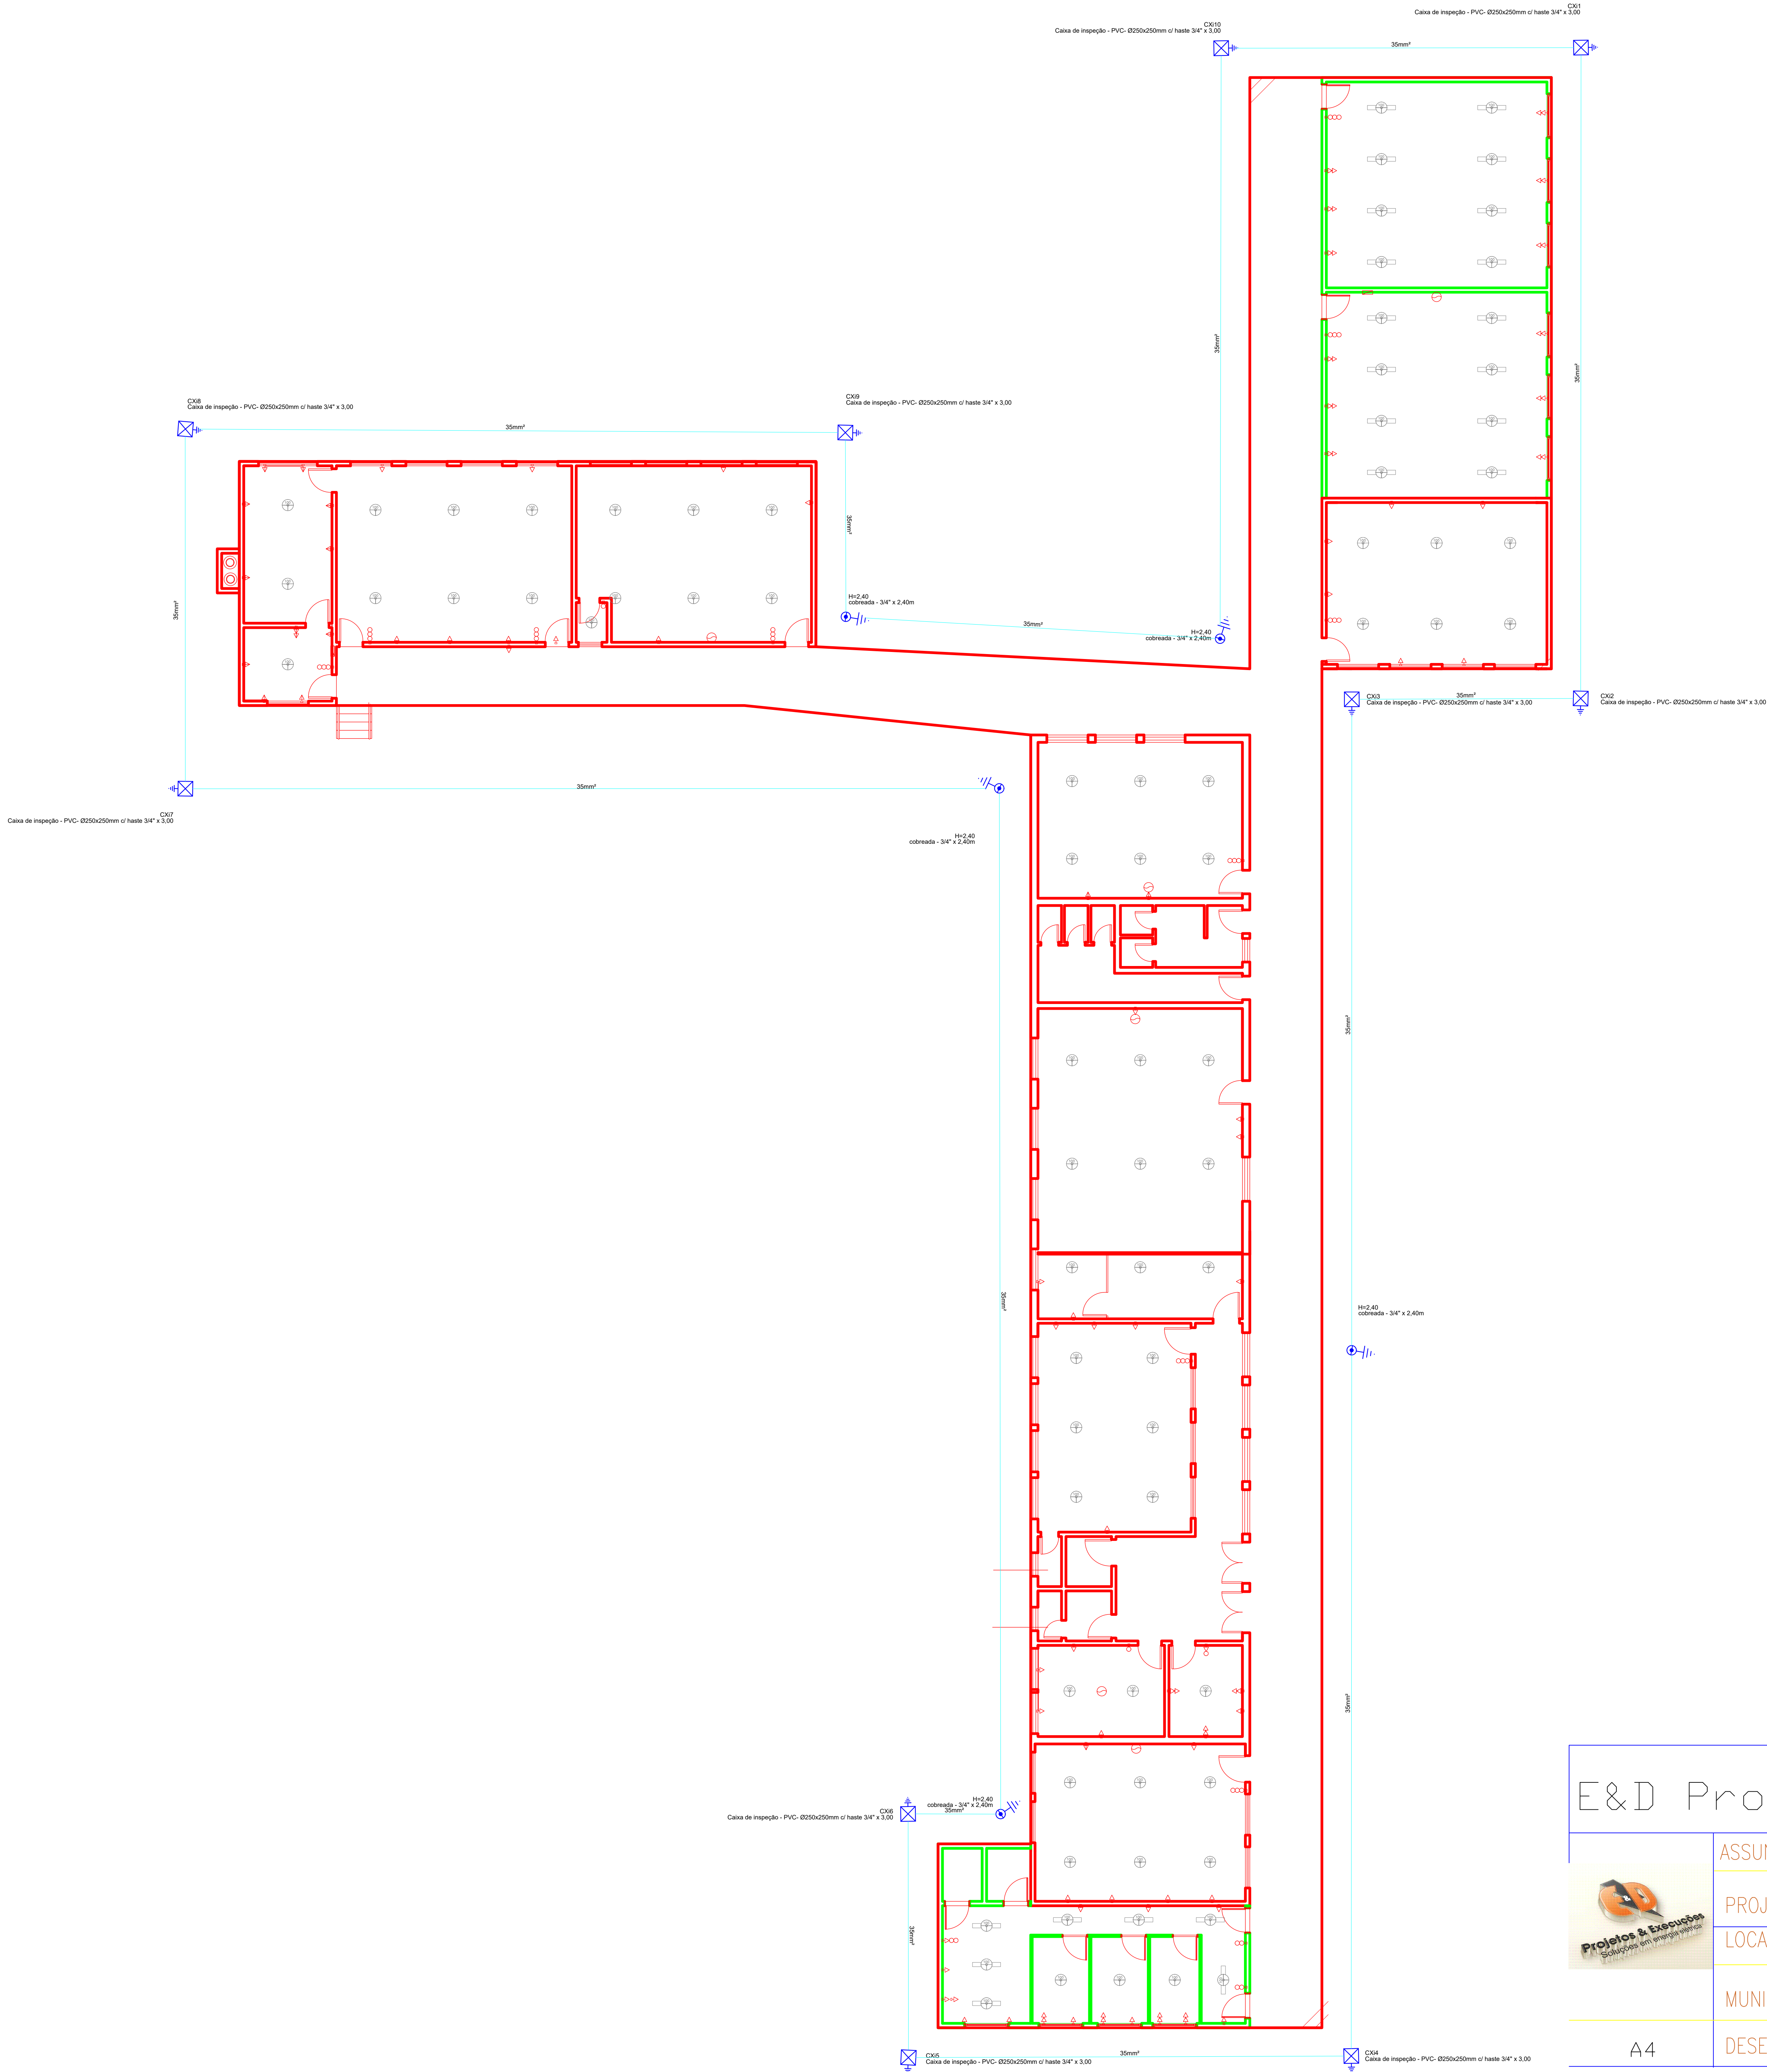 CXi1
Caixa de inspeção - PVC- Ø250x250mm c/ haste 3/4" x 3,00
CXi10
Caixa de inspeção - PVC- Ø250x250mm c/ haste 3/4" x 3,00
35mm²
35mm²
35mm²
CXi8
Caixa de inspeção - PVC- Ø250x250mm c/ haste 3/4" x 3,00
CXi9
Caixa de inspeção - PVC- Ø250x250mm c/ haste 3/4" x 3,00
35mm²
35mm²
35mm²
H=2,40
cobreada - 3/4" x 2,40m
35mm²
H=2,40
cobreada - 3/4" x 2,40m
CXi3
Caixa de inspeção - PVC- Ø250x250mm c/ haste 3/4" x 3,00
35mm²
CXi2
Caixa de inspeção - PVC- Ø250x250mm c/ haste 3/4" x 3,00
35mm²
CXi7
Caixa de inspeção - PVC- Ø250x250mm c/ haste 3/4" x 3,00
H=2,40
cobreada - 3/4" x 2,40m
35mm²
35mm²
H=2,40
cobreada - 3/4" x 2,40m
35mm²
H=2,40
cobreada - 3/4" x 2,40m
35mm²
CXi6
Caixa de inspeção - PVC- Ø250x250mm c/ haste 3/4" x 3,00
35mm²
CXi5
Caixa de inspeção - PVC- Ø250x250mm c/ haste 3/4" x 3,00
35mm²
CXi4
Caixa de inspeção - PVC- Ø250x250mm c/ haste 3/4" x 3,00
E&D Pro
ASSU
PROJ
LOCA
MUNI
DESE
A4
E&D
Projetos & Execuções
Soluções em energia elétrica